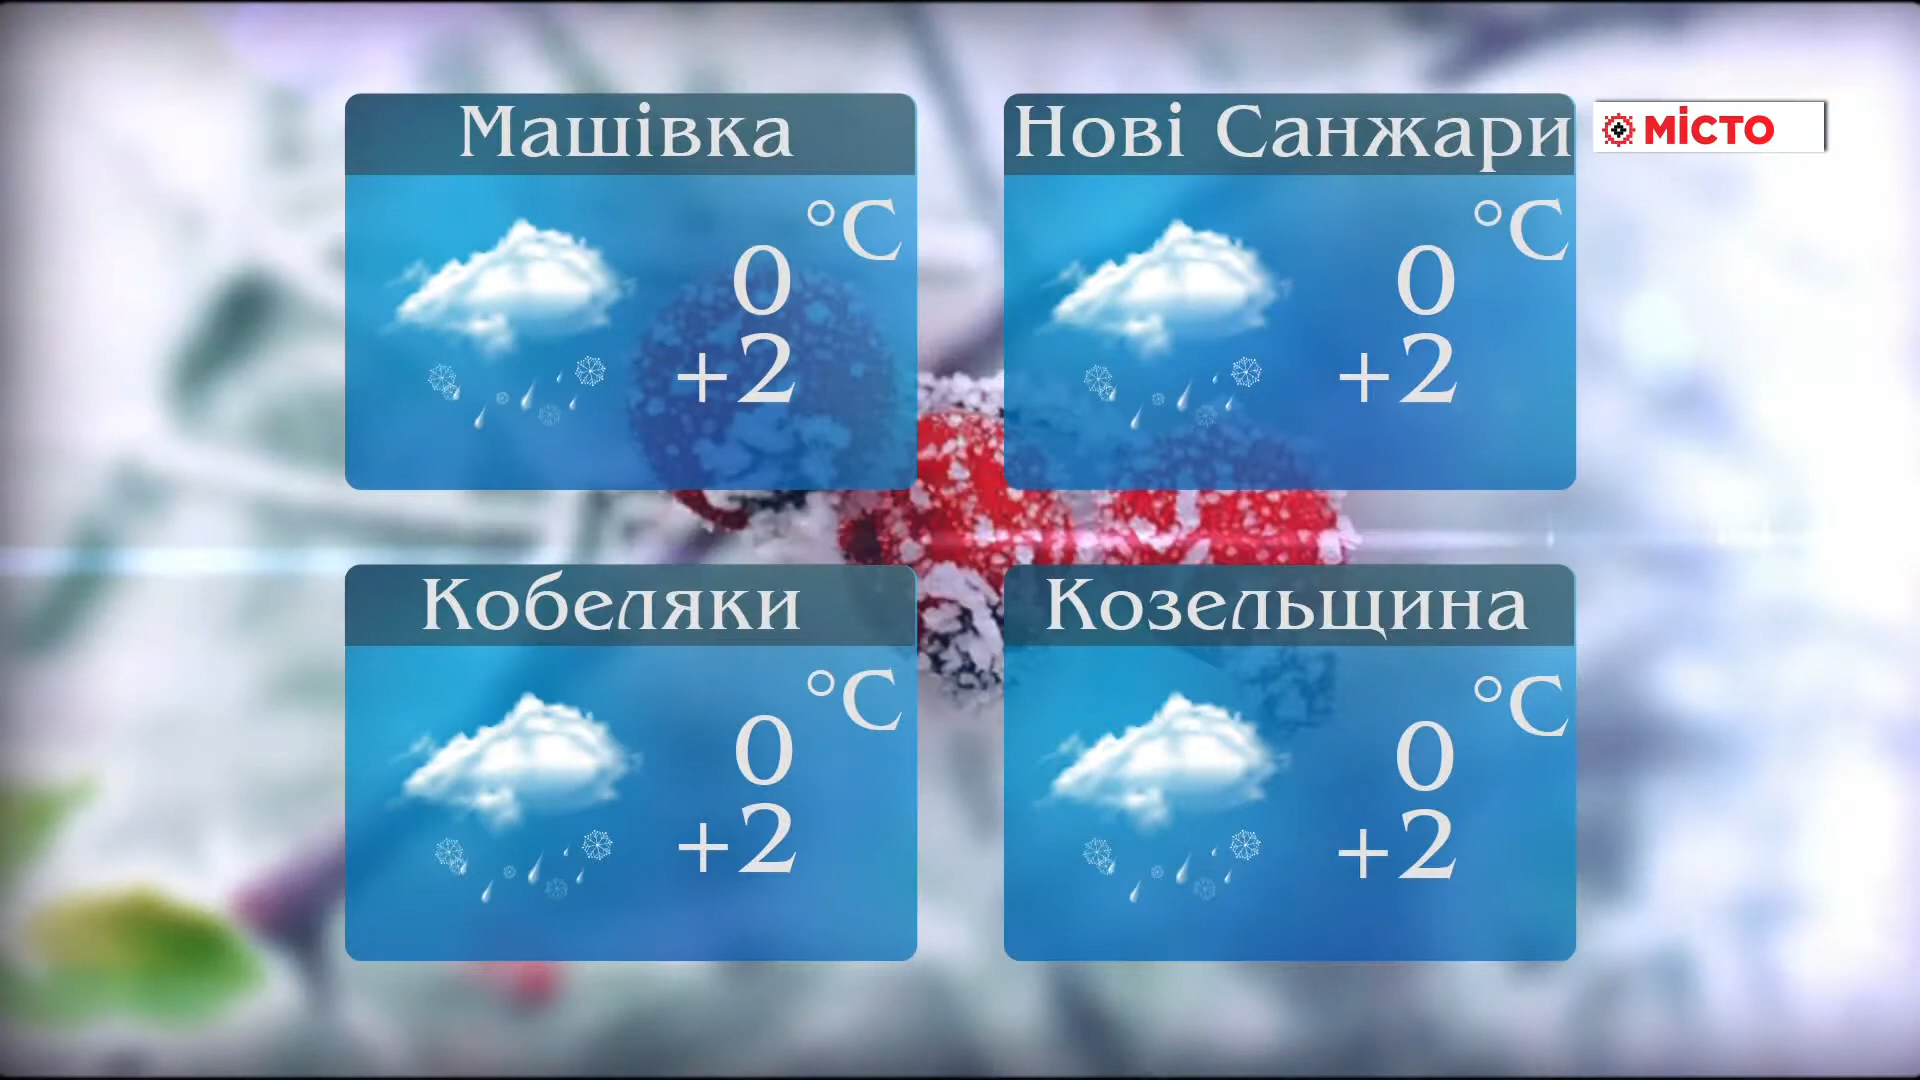 Машівка
°C
0
+2
Нові Санжари
°C
0
+2
МІСТО
Кобеляки
°C
0
+2
Козельщина
°C
0
+2